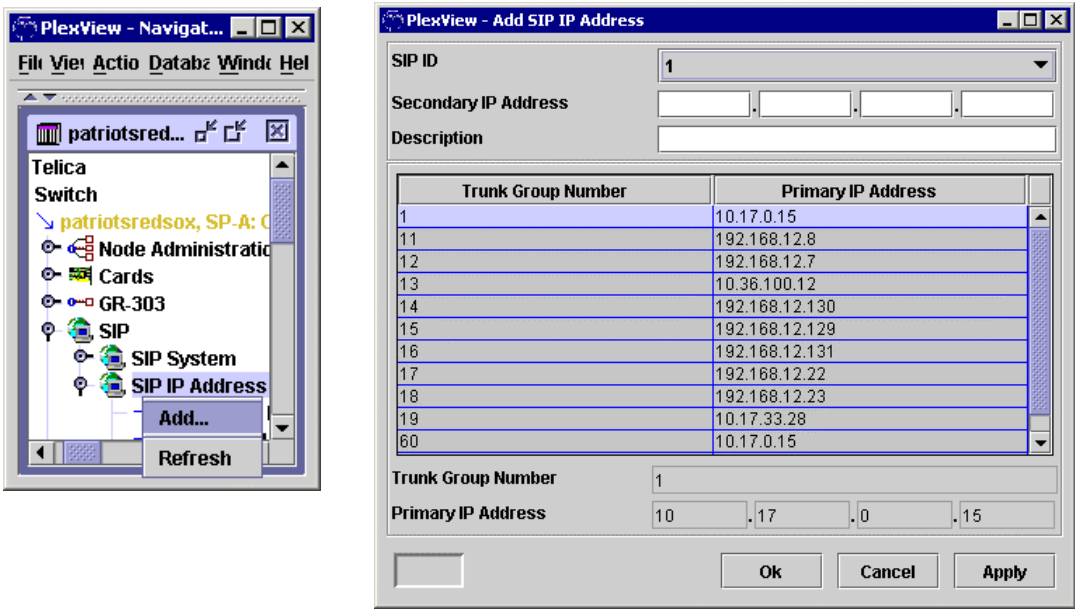 PlexView - Navigat...
File View Actio Databa Windo Hel
patriotsred...
Telica
Switch
patriotsredsox, SP-A: C
Node Administratic
Cards
GR-303
SIP
SIP System
SIP IP Address
Add...
Refresh
PlexView - Add SIP IP Address
SIP ID 1
Secondary IP Address . . .
Description
Trunk Group Number Primary IP Address
1 10.17.0.15
11 192.168.12.8
12 192.168.12.7
13 10.36.100.12
14 192.168.12.130
15 192.168.12.129
16 192.168.12.131
17 192.168.12.22
18 192.168.12.23
19 10.17.33.28
60 10.17.0.15
Trunk Group Number 1
Primary IP Address 10 .17 .0 .15
Ok Cancel Apply